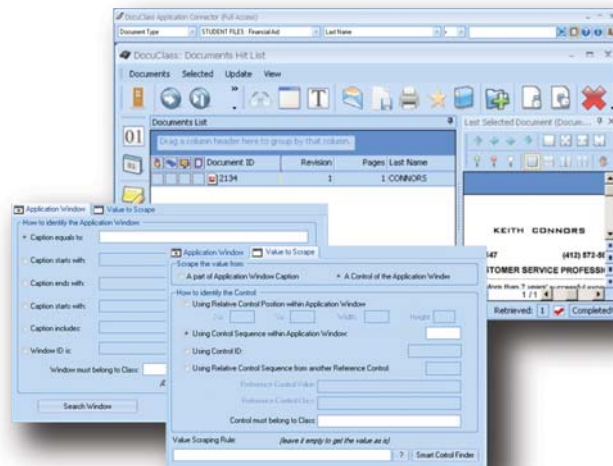 DocuClass Application Connector (Full Access)
Document Type STUDENT FILES : Financial Aid Last Name
DocuClass: Documents Hit List
Documents Selected Update View
Documents List
Last Selected Document (Docum...
Drag a column header here to group by that column.
Document ID Revision Pages Last Name
2134 1 1 CONNORS
KEITH CONNORS
(412) 572-58
STOMER SERVICE PROFESSI
1 / 1
Retrieved: 1 Completed
01
Application Window Value to Scrape
How to identify the Application Window:
Caption equals to:
Caption starts with:
Caption ends with:
Caption starts with:
Caption includes:
Window ID is:
Window must belong to Class:
Search Window
Application Window Value to Scrape
Scrape the value from:
A part of Application Window Caption A Control of the Application Window
How to identify the Control:
Using Relative Control Position within Application Window
Width: Height:
Using Control Sequence within Application Window:
Using Control ID:
Using Relative Control Sequence from another Reference Control:
Reference Control Value:
Reference Control Class:
Control must belong to Class:
Value Scraping Rule: (leave it empty to get the value as is)
? Smart Control Finder